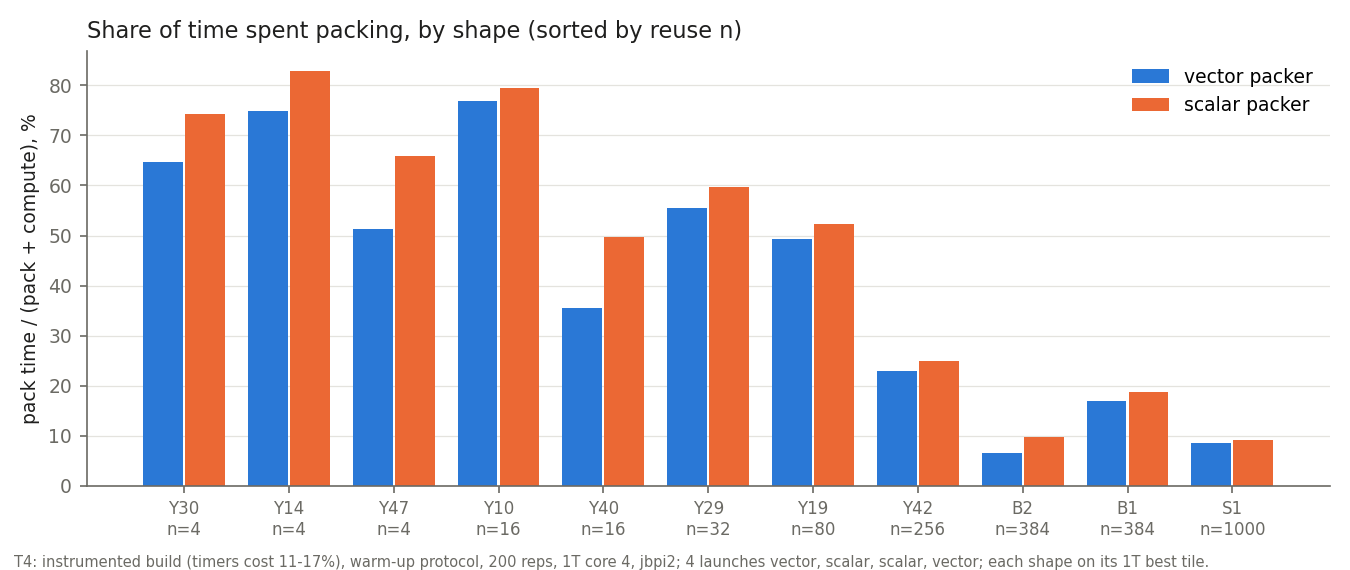 Share of time spent packing, by shape (sorted by reuse n)
vector packer
scalar packer
pack time / (pack + compute), %
80
70
60
50
40
30
20
10
0
Y30 Y14 Y47 Y10 Y40 Y29 Y19 Y42 B2 B1 S1
n=4 n=4 n=4 n=16 n=16 n=32 n=80 n=256 n=384 n=384 n=1000
T4: instrumented build (timers cost 11-17%), warm-up protocol, 200 reps, 1T core 4, jbpi2; 4 launches vector, scalar, scalar, vector; each shape on its 1T best tile.